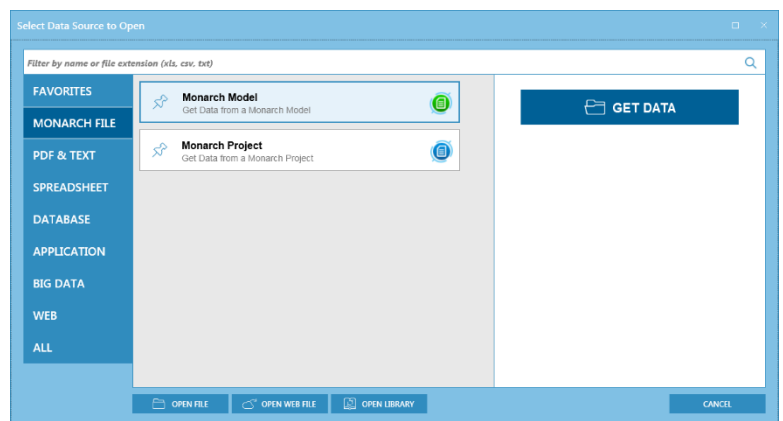 Select Data Source to Open
Filter by name or file extension (xls, csv, txt)
FAVORITES
MONARCH FILE
PDF & TEXT
SPREADSHEET
DATABASE
APPLICATION
BIG DATA
WEB
ALL
Monarch Model
Get Data from a Monarch Model
Monarch Project
Get Data from a Monarch Project
GET DATA
OPEN FILE
OPEN WEB FILE
OPEN LIBRARY
CANCEL